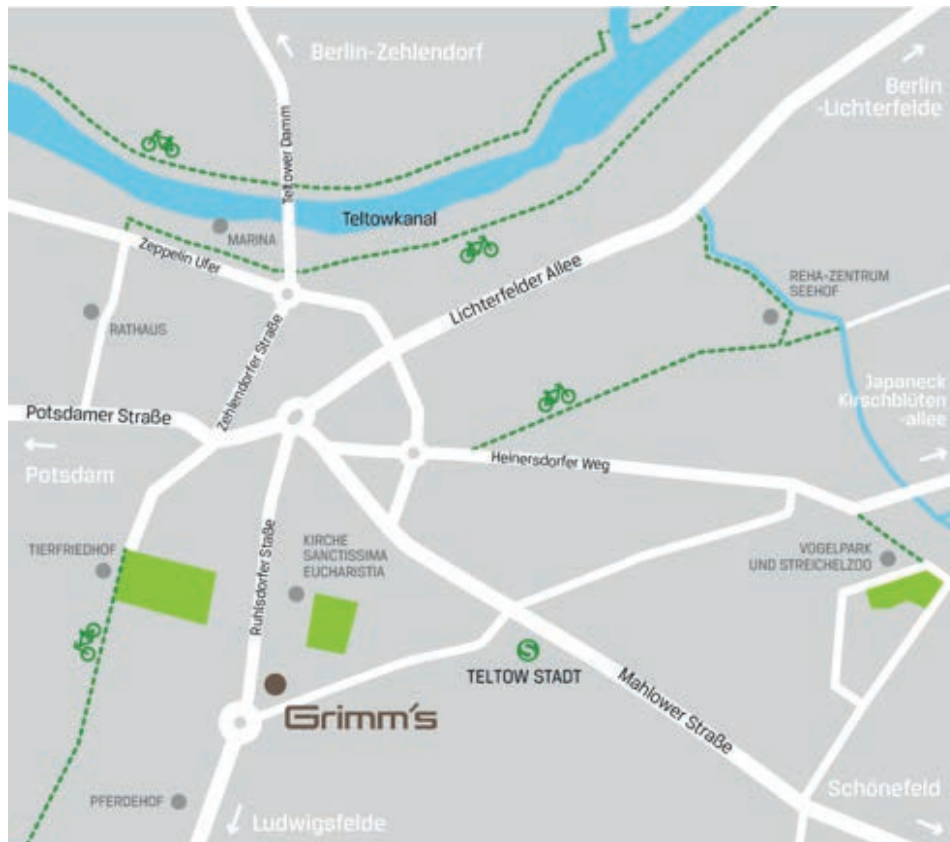 Berlin-Zehlendorf
Berlin
-Lichterfelde
Teltower Damm
Teltowkanal
MARINA
Zeppelin Ufer
Lichterfelder Allee
REHA-ZENTRUM
SEEHOF
RATHAUS
Zehlendorfer Straße
Japaneck
Kirschblüten
-allee
Potsdamer Straße
Potsdam
Heinersdorfer Weg
TIERFRIEDHOF
KIRCHE
SANCTISSIMA
EUCHARISTIA
VOGELPARK
UND STREICHELZOO
Ruhlsdorfer Staße
S
TELTOW STADT
Mahlower Straße
Grimm's
PFERDEHOF
Schönefeld
Ludwigsfelde